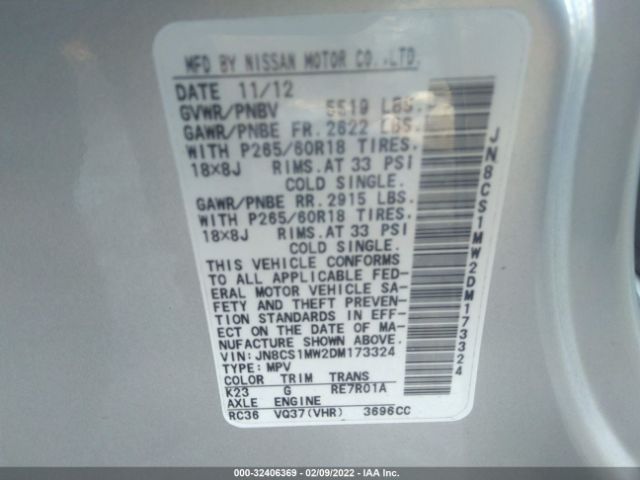 MFD BY NISSAN MOTOR CO.,LTD.
DATE 11/12
GVWR/PNBV 5519 LBS.
GAWR/PNBE FR. 2622 LBS.
WITH P265/60R18 TIRES.
18×8J RIMS.AT 33 PSI
COLD SINGLE.
GAWR/PNBE RR. 2915 LBS.
WITH P265/60R18 TIRES.
18×8J RIMS.AT 33 PSI
COLD SINGLE.
THIS VEHICLE CONFORMS
TO ALL APPLICABLE FED-
ERAL MOTOR VEHICLE SA-
FETY AND THEFT PREVEN-
TION STANDARDS IN EFF-
ECT ON THE DATE OF MA-
NUFACTURE SHOWN ABOVE.
VIN: JN8CS1MW2DM173324
TYPE: MPV
COLOR TRIM TRANS
K23 G RE7R01A
AXLE ENGINE
RC36 VQ37(VHR) 3696CC
JN8CS1MW2DM173324
000-32406369 - 02/09/2022 - IAA Inc.